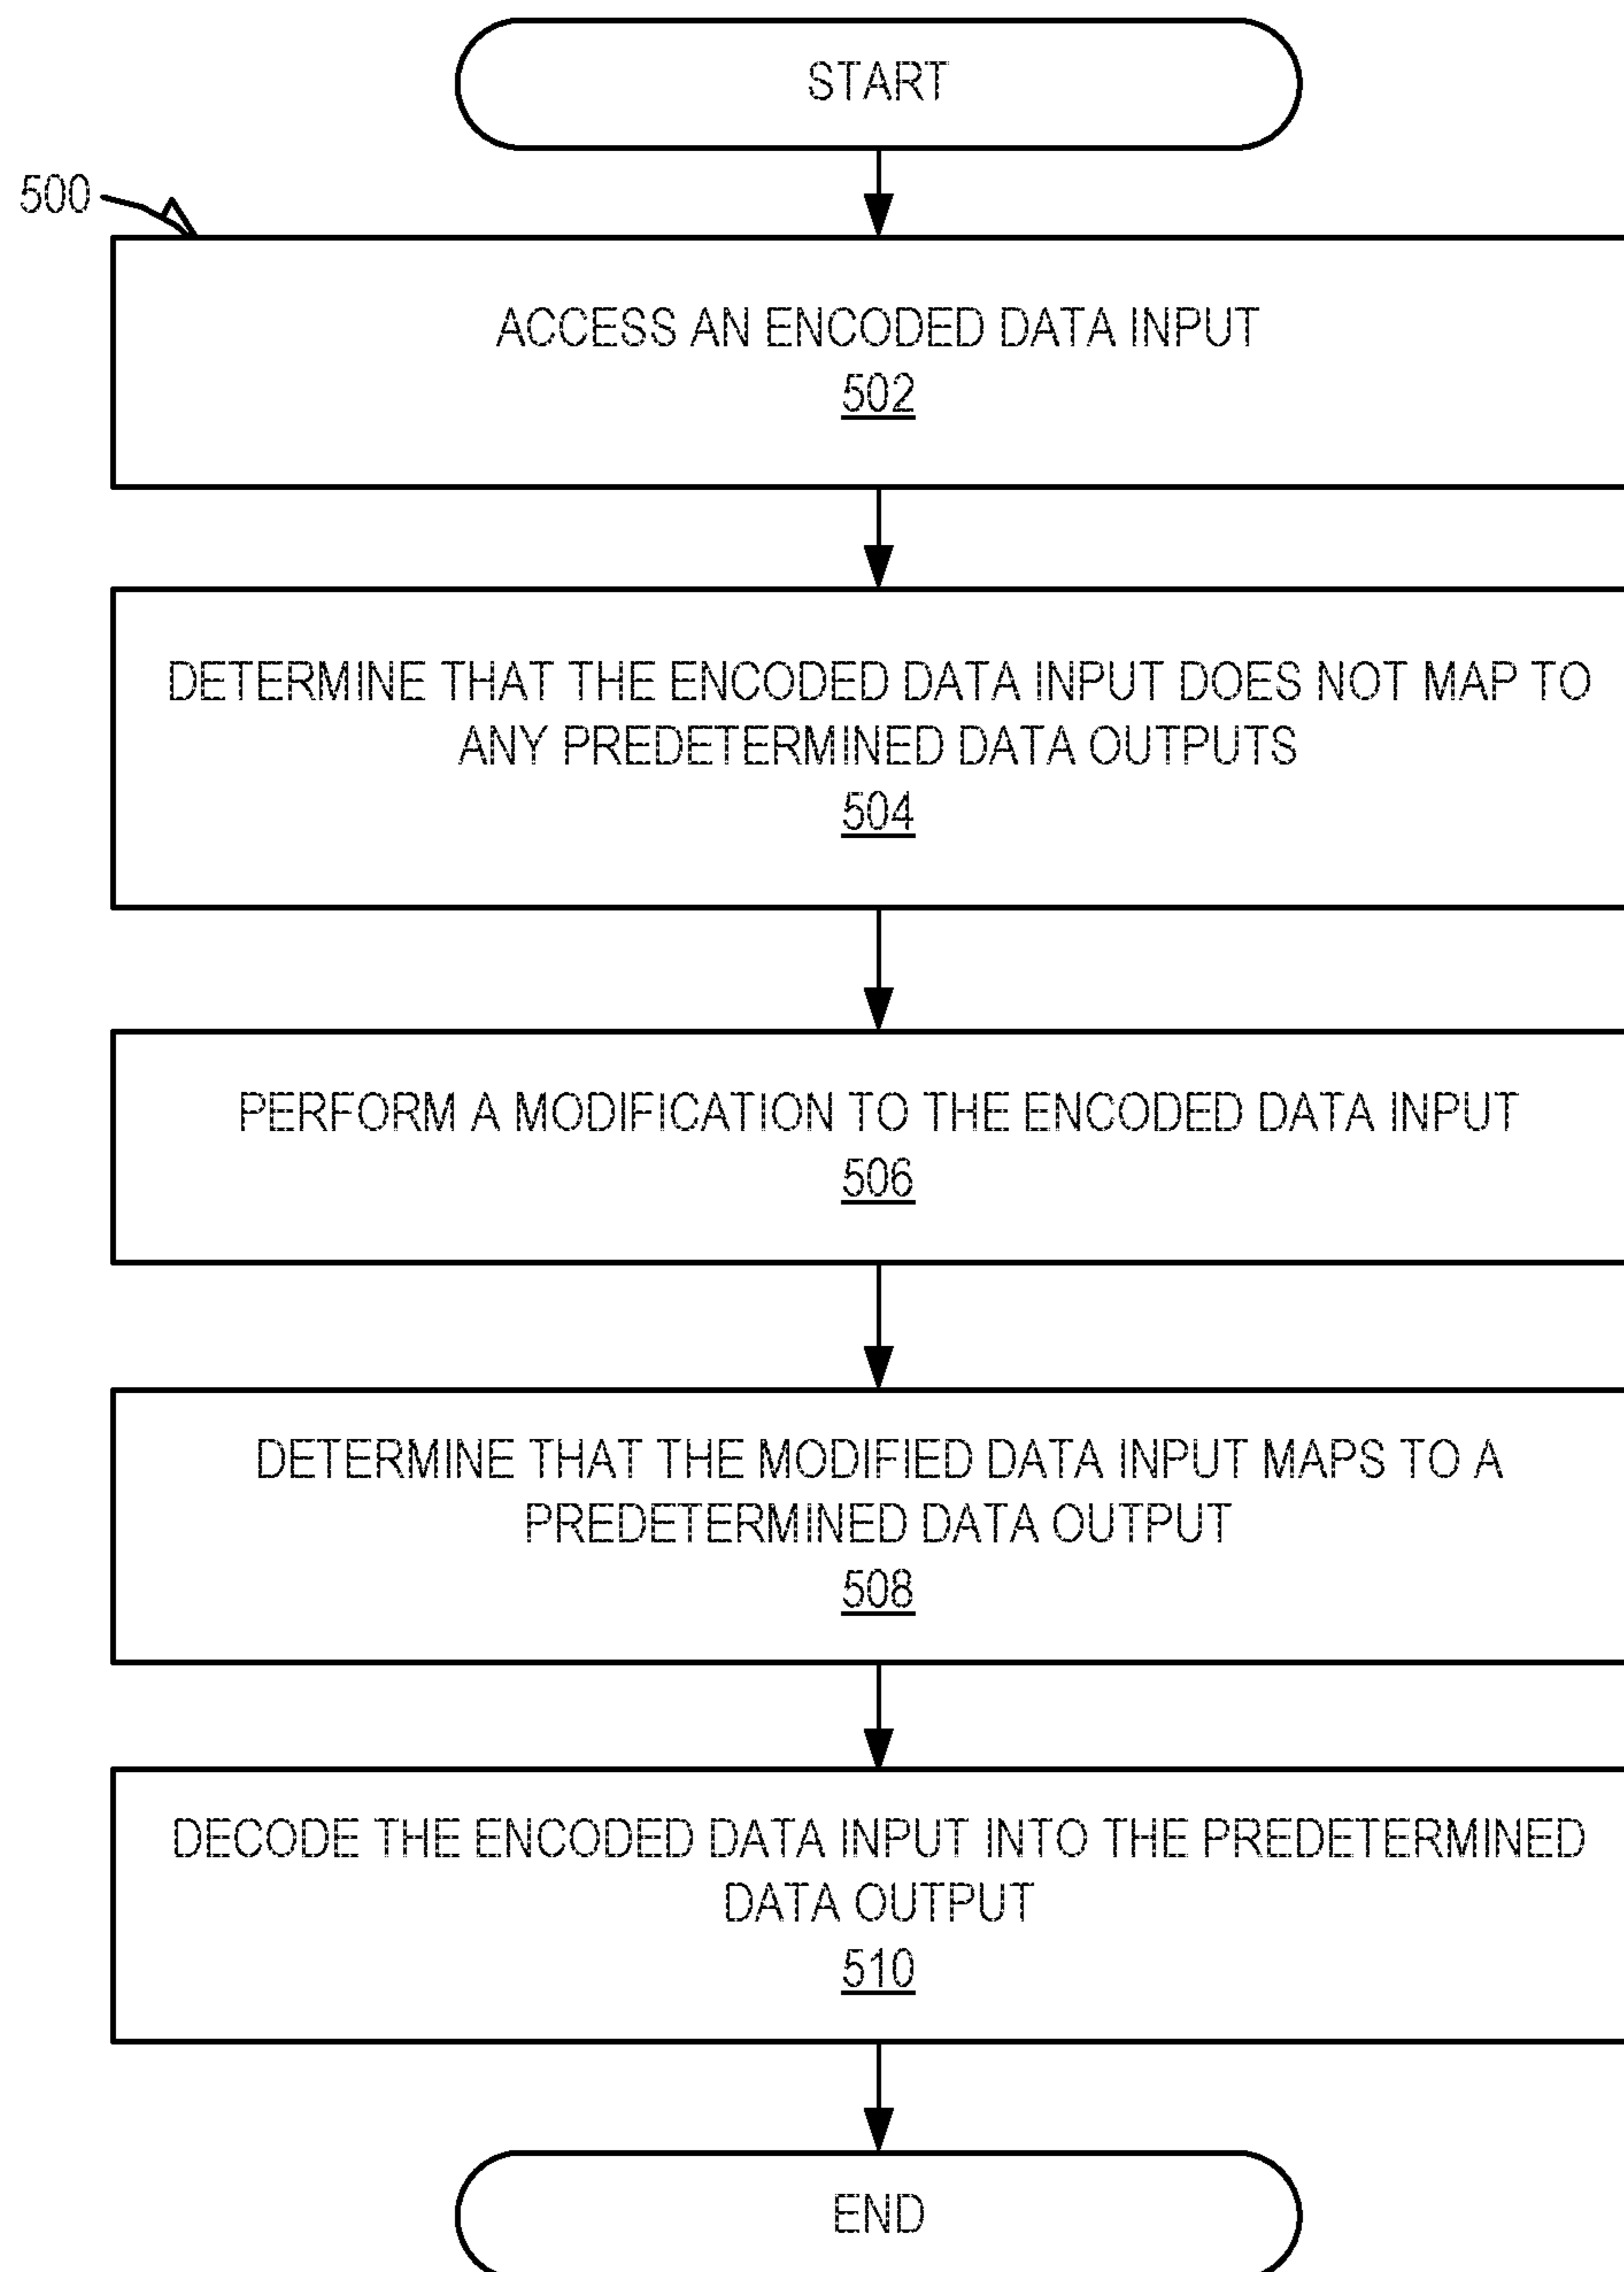 START
500
ACCESS AN ENCODED DATA INPUT
502
DETERMINE THAT THE ENCODED DATA INPUT DOES NOT MAP TO
ANY PREDETERMINED DATA OUTPUTS
504
PERFORM A MODIFICATION TO THE ENCODED DATA INPUT
506
DETERMINE THAT THE MODIFIED DATA INPUT MAPS TO A
PREDETERMINED DATA OUTPUT
508
DECODE THE ENCODED DATA INPUT INTO THE PREDETERMINED
DATA OUTPUT
510
END